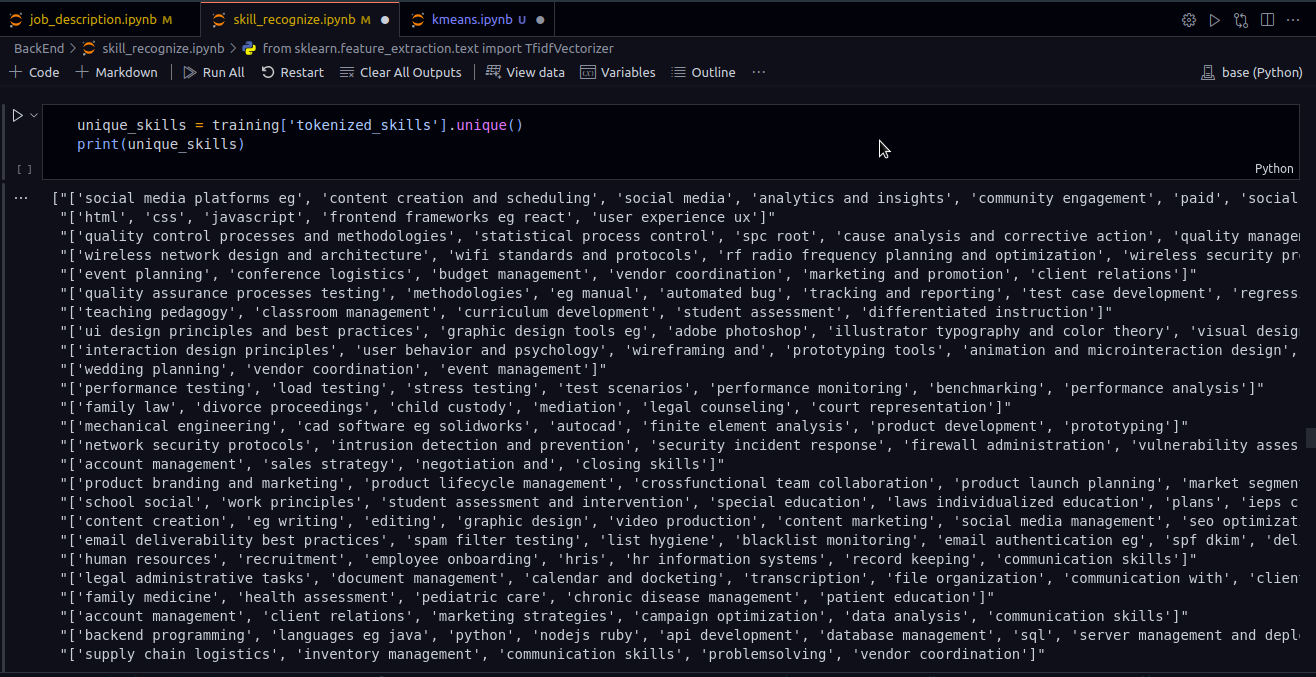 job_description.ipynb M
skill_recognize.ipynb M
kmeans.ipynb U
BackEnd > skill_recognize.ipynb > from sklearn.feature_extraction.text import TfidfVectorizer
+ Code + Markdown | Run All Restart Clear All Outputs | View data Variables Outline ... base (Python)
unique_skills = training['tokenized_skills'].unique()
print(unique_skills)
[ ]
Python
["['social media platforms eg', 'content creation and scheduling', 'social media', 'analytics and insights', 'community engagement', 'paid', 'social
"['html', 'css', 'javascript', 'frontend frameworks eg react', 'user experience ux']"
"['quality control processes and methodologies', 'statistical process control', 'spc root', 'cause analysis and corrective action', 'quality manage
"['wireless network design and architecture', 'wifi standards and protocols', 'rf radio frequency planning and optimization', 'wireless security pr
"['event planning', 'conference logistics', 'budget management', 'vendor coordination', 'marketing and promotion', 'client relations']"
"['quality assurance processes testing', 'methodologies', 'eg manual', 'automated bug', 'tracking and reporting', 'test case development', 'regress
"['teaching pedagogy', 'classroom management', 'curriculum development', 'student assessment', 'differentiated instruction']"
"['ui design principles and best practices', 'graphic design tools eg', 'adobe photoshop', 'illustrator typography and color theory', 'visual desig
"['interaction design principles', 'user behavior and psychology', 'wireframing and', 'prototyping tools', 'animation and microinteraction design',
"['wedding planning', 'vendor coordination', 'event management']"
"['performance testing', 'load testing', 'stress testing', 'test scenarios', 'performance monitoring', 'benchmarking', 'performance analysis']"
"['family law', 'divorce proceedings', 'child custody', 'mediation', 'legal counseling', 'court representation']"
"['mechanical engineering', 'cad software eg solidworks', 'autocad', 'finite element analysis', 'product development', 'prototyping']"
"['network security protocols', 'intrusion detection and prevention', 'security incident response', 'firewall administration', 'vulnerability asses
"['account management', 'sales strategy', 'negotiation and', 'closing skills']"
"['product branding and marketing', 'product lifecycle management', 'crossfunctional team collaboration', 'product launch planning', 'market segmen
"['school social', 'work principles', 'student assessment and intervention', 'special education', 'laws individualized education', 'plans', 'ieps c
"['content creation', 'eg writing', 'editing', 'graphic design', 'video production', 'content marketing', 'social media management', 'seo optimizat
"['email deliverability best practices', 'spam filter testing', 'list hygiene', 'blacklist monitoring', 'email authentication eg', 'spf dkim', 'del
"['human resources', 'recruitment', 'employee onboarding', 'hris', 'hr information systems', 'record keeping', 'communication skills']"
"['legal administrative tasks', 'document management', 'calendar and docketing', 'transcription', 'file organization', 'communication with', 'clien
"['family medicine', 'health assessment', 'pediatric care', 'chronic disease management', 'patient education']"
"['account management', 'client relations', 'marketing strategies', 'campaign optimization', 'data analysis', 'communication skills']"
"['backend programming', 'languages eg java', 'python', 'nodejs ruby', 'api development', 'database management', 'sql', 'server management and depl
"['supply chain logistics', 'inventory management', 'communication skills', 'problemsolving', 'vendor coordination']"